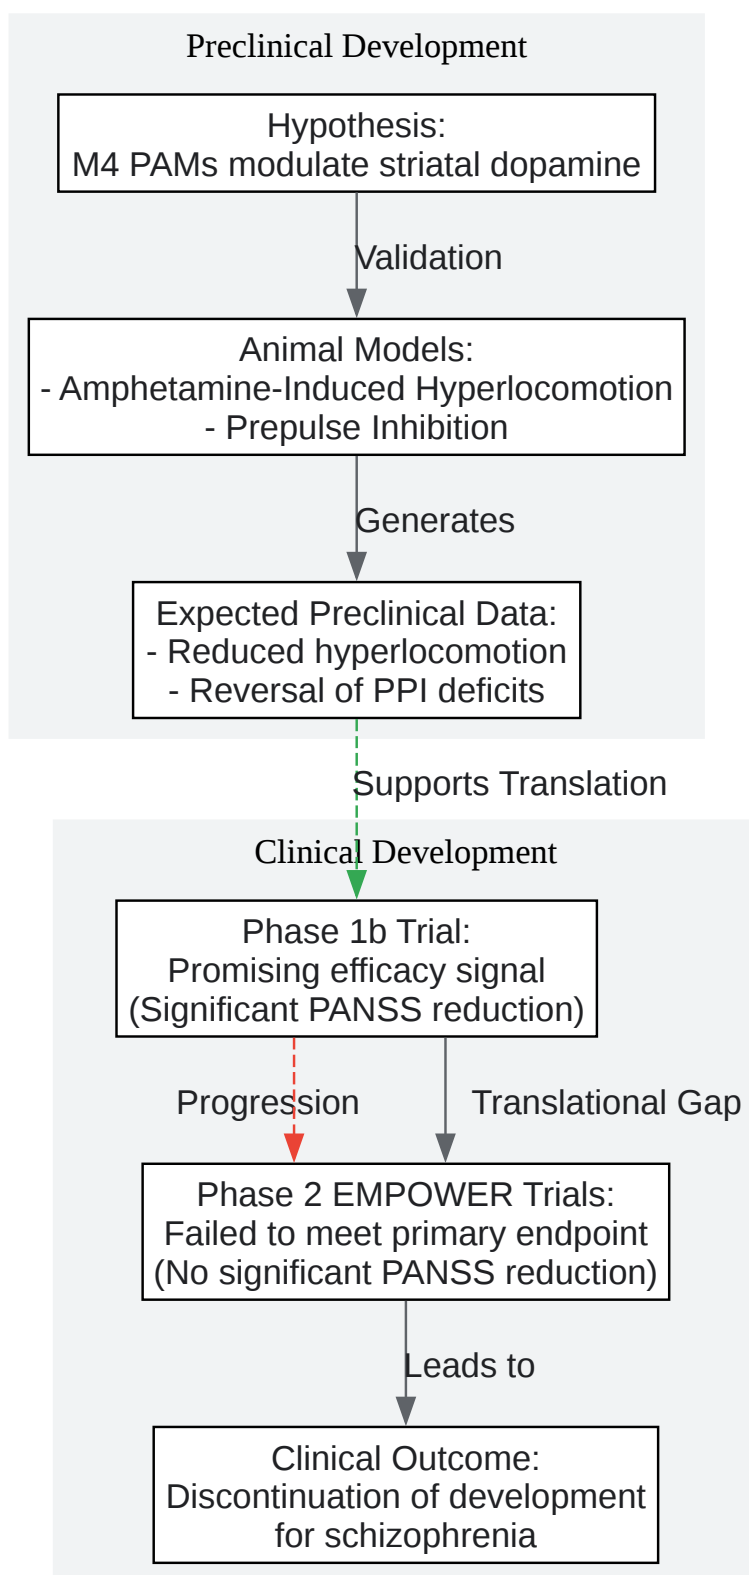 Preclinical Development
Hypothesis:
M4 PAMs modulate striatal dopamine
Validation
Animal Models:
- Amphetamine-Induced Hyperlocomotion
- Prepulse Inhibition
Generates
Expected Preclinical Data:
- Reduced hyperlocomotion
- Reversal of PPI deficits
Supports Translation
Clinical Development
Phase 1b Trial:
Promising efficacy signal
(Significant PANSS reduction)
Progression
Translational Gap
Phase 2 EMPOWER Trials:
Failed to meet primary endpoint
(No significant PANSS reduction)
Leads to
Clinical Outcome:
Discontinuation of development
for schizophrenia